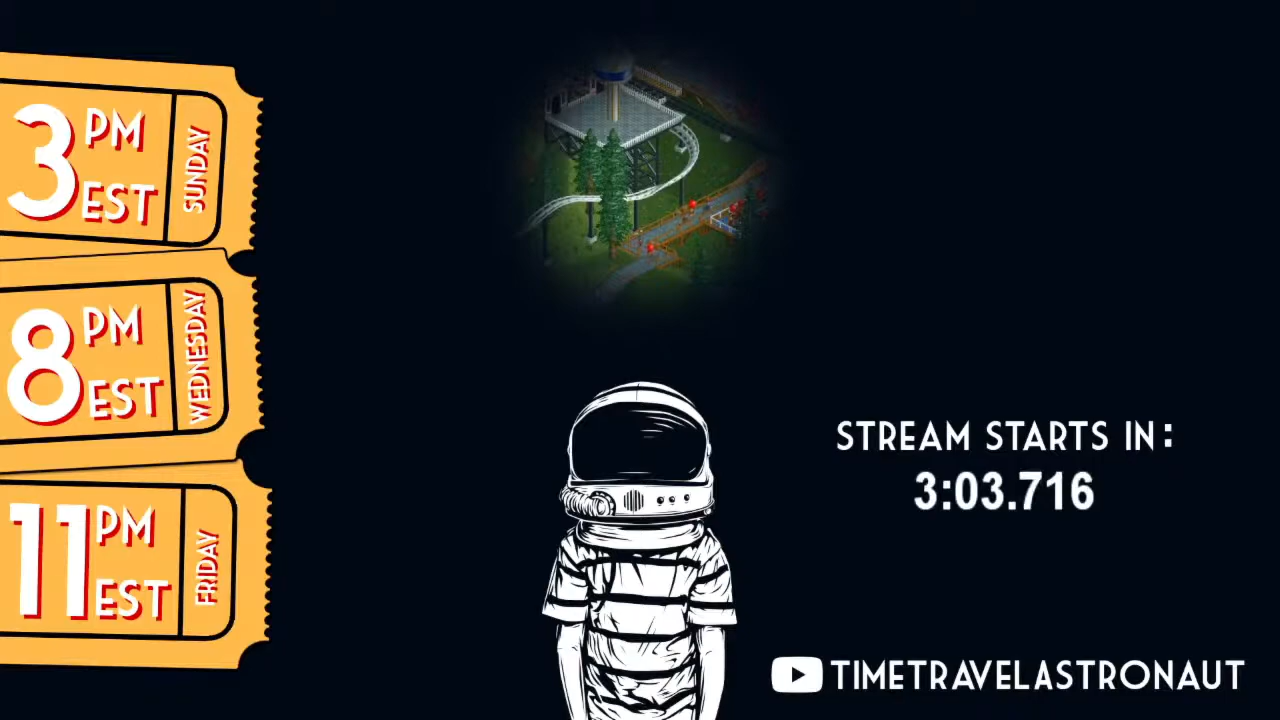 3 PM
EST
SUNDAY
8 PM
EST
WEDNESDAY
11 PM
EST
FRIDAY
STREAM STARTS IN:
3:03.716
TIMETRAVELASTRONAUT